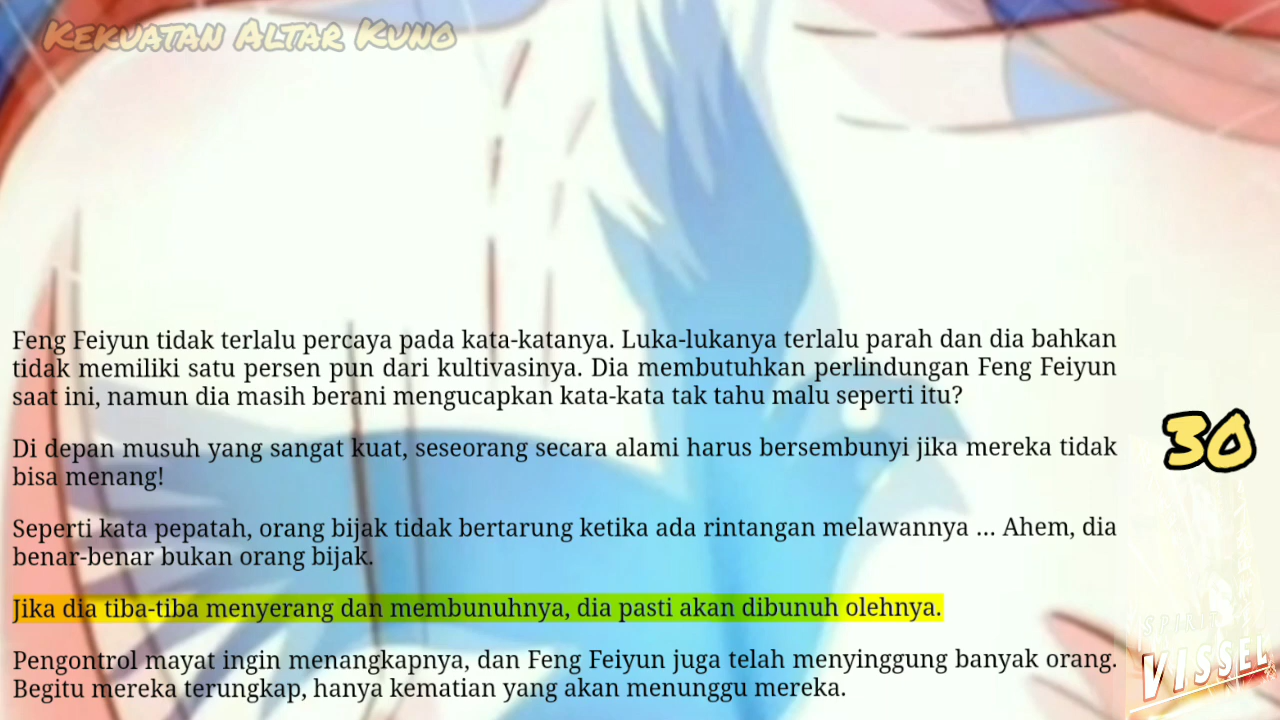 Kekuatan Altar Kuno
Feng Feiyun tidak terlalu percaya pada kata-katanya. Luka-lukanya terlalu parah dan dia bahkan
tidak memiliki satu persen pun dari kultivasinya. Dia membutuhkan perlindungan Feng Feiyun
saat ini, namun dia masih berani mengucapkan kata-kata tak tahu malu seperti itu?
Di depan musuh yang sangat kuat, seseorang secara alami harus bersembunyi jika mereka tidak
bisa menang!
30
Seperti kata pepatah, orang bijak tidak bertarung ketika ada rintangan melawannya ... Ahem, dia
benar-benar bukan orang bijak.
Jika dia tiba-tiba menyerang dan membunuhnya, dia pasti akan dibunuh olehnya.
Pengontrol mayat ingin menangkapnya, dan Feng Feiyun juga telah menyinggung banyak orang.
Begitu mereka terungkap, hanya kematian yang akan menunggu mereka.
SPIRIT
VISSEL